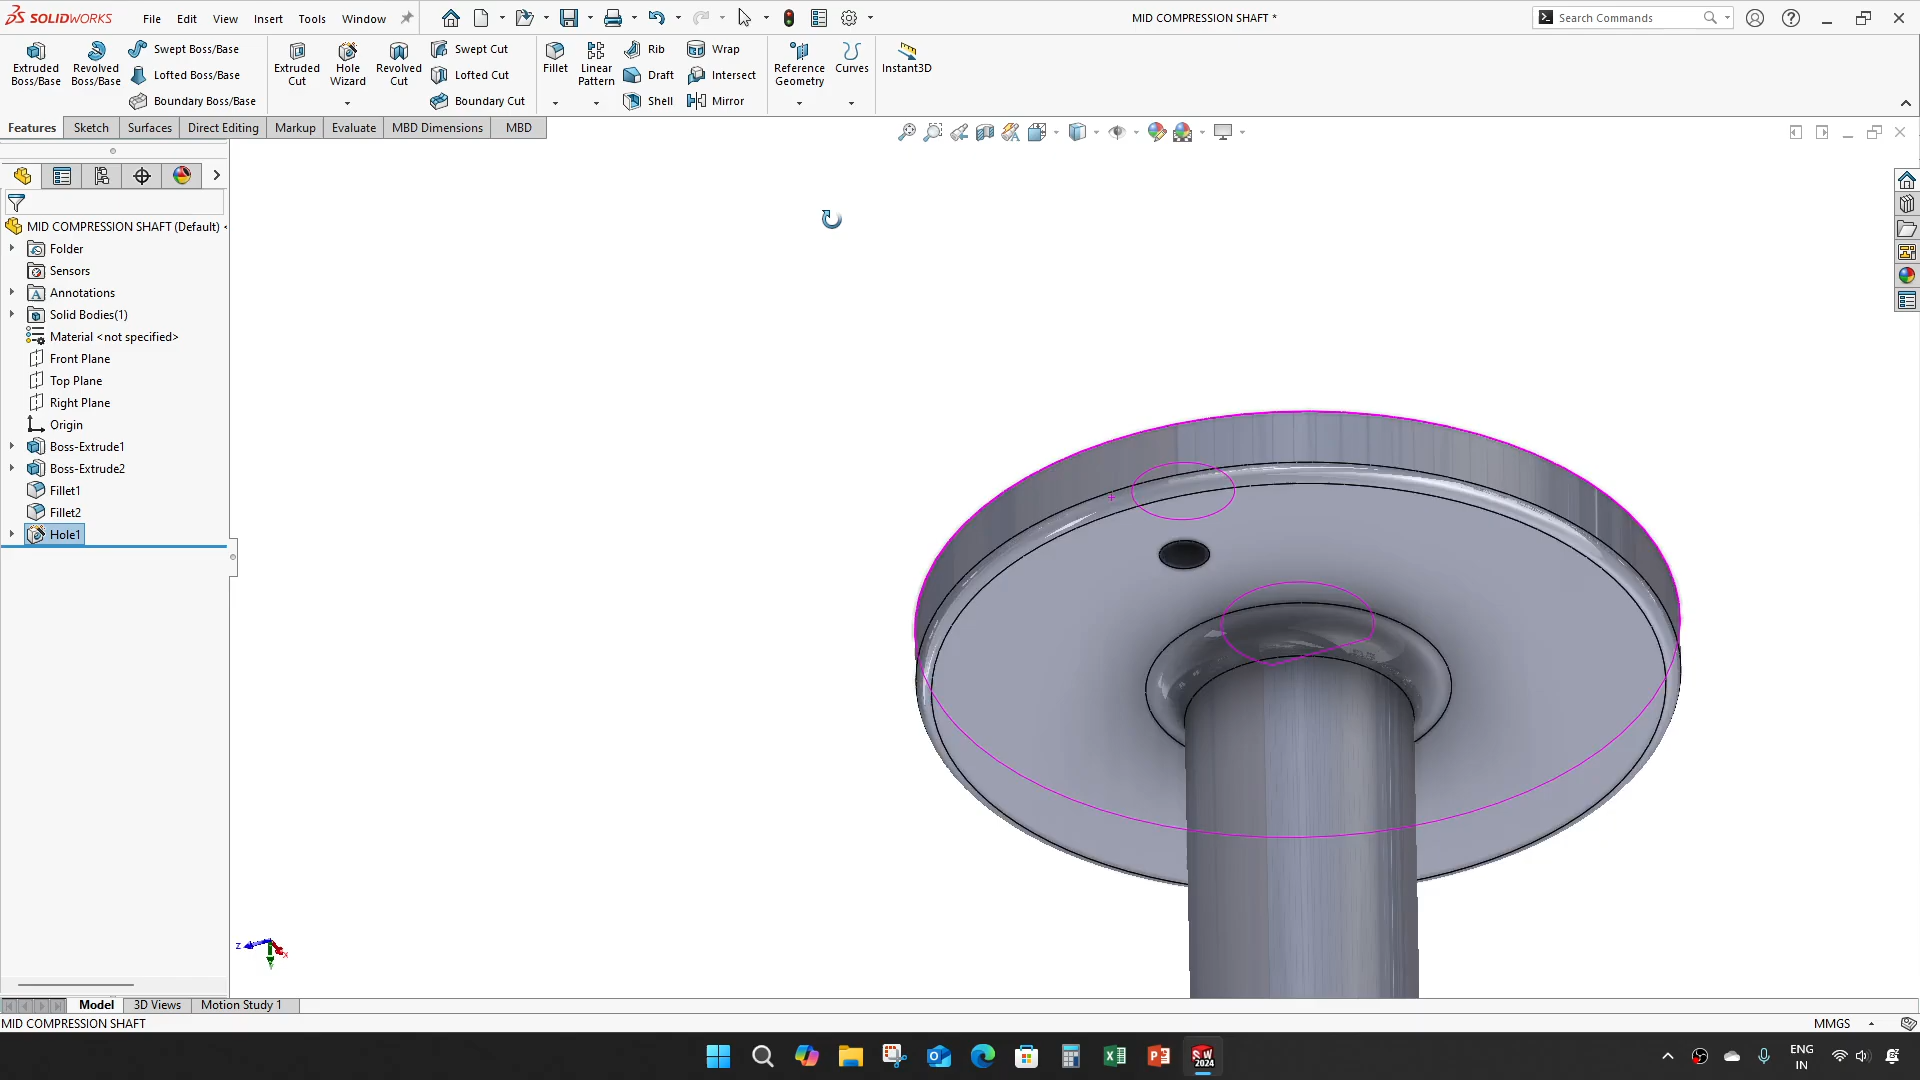 SOLIDWORKS
File Edit View Insert Tools Window
MID COMPRESSION SHAFT *
Search Commands
Extruded Boss/Base
Revolved Boss/Base
Swept Boss/Base
Lofted Boss/Base
Boundary Boss/Base
Extruded Cut
Hole Wizard
Revolved Cut
Swept Cut
Lofted Cut
Boundary Cut
Fillet
Linear Pattern
Rib
Draft
Shell
Wrap
Intersect
Mirror
Reference Geometry
Curves
Instant3D
Features Sketch Surfaces Direct Editing Markup Evaluate MBD Dimensions MBD
MID COMPRESSION SHAFT (Default) <
Folder
Sensors
Annotations
Solid Bodies(1)
Material <not specified>
Front Plane
Top Plane
Right Plane
Origin
Boss-Extrude1
Boss-Extrude2
Fillet1
Fillet2
Hole1
z
x
Model 3D Views Motion Study 1
MID COMPRESSION SHAFT
MMGS
SW 2024
ENG
IN